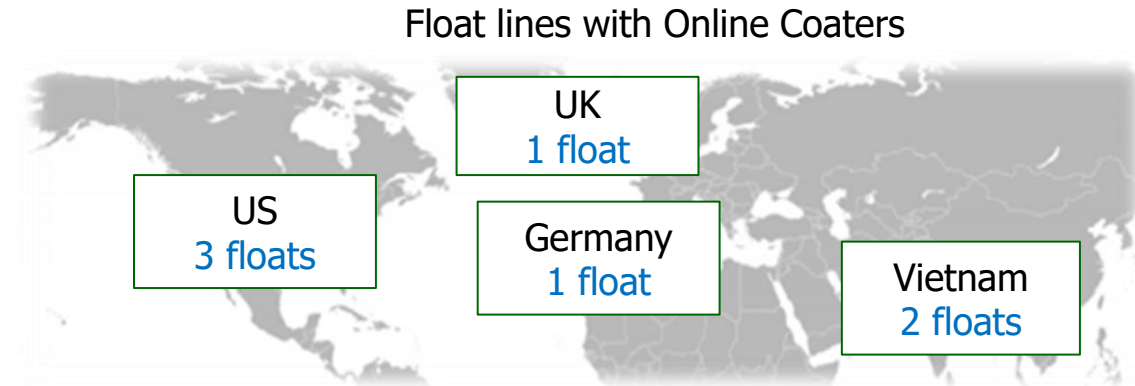 Float lines with Online Coaters
UK
1 float
US
3 floats
Germany
1 float
Vietnam
2 floats